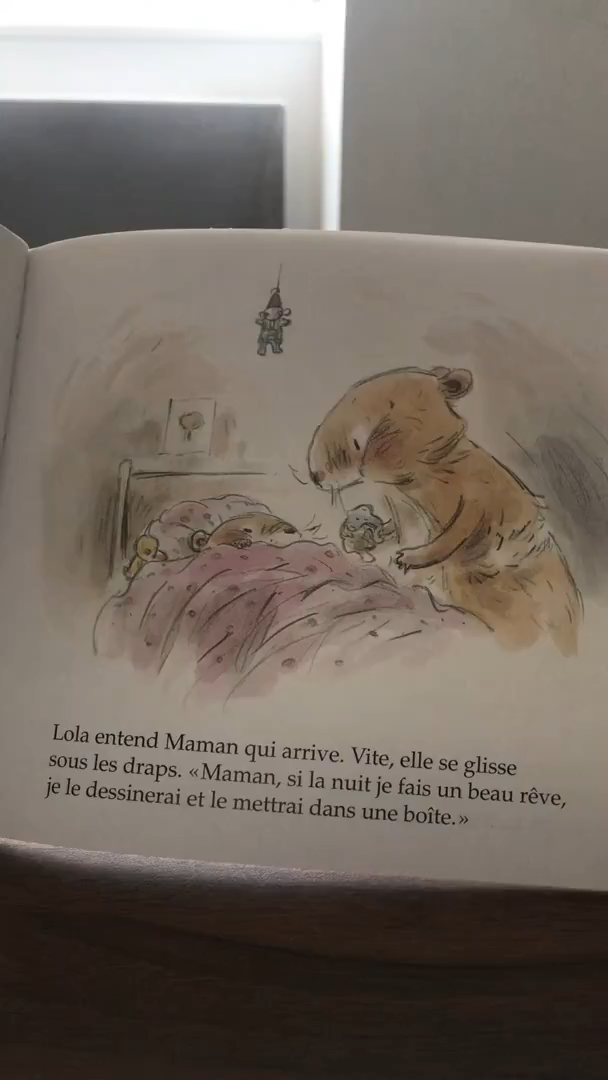 Lola entend Maman qui arrive. Vite, elle se glisse
sous les draps. «Maman, si la nuit je fais un beau rêve,
je le dessinerai et le mettrai dans une boîte.»